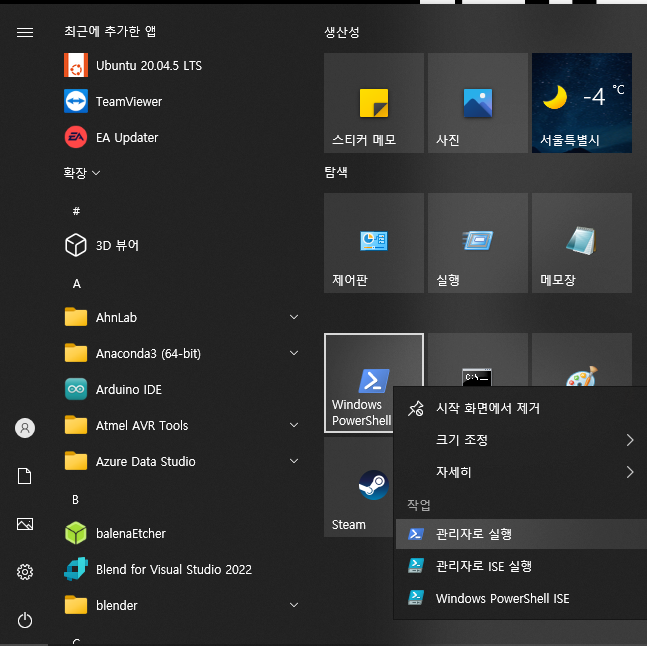 최근에 추가한 앱
Ubuntu 20.04.5 LTS
TeamViewer
EA
EA Updater
확장
#
3D 뷰어
A
AhnLab
Anaconda3 (64-bit)
Arduino IDE
Atmel AVR Tools
Azure Data Studio
B
balenaEtcher
Blend for Visual Studio 2022
blender
생산성
스티커 메모
사진
-4 °C
서울특별시
탐색
제어판
실행
메모장
Windows
PowerShell
Steam
시작 화면에서 제거
크기 조정
자세히
작업
관리자로 실행
관리자로 ISE 실행
Windows PowerShell ISE